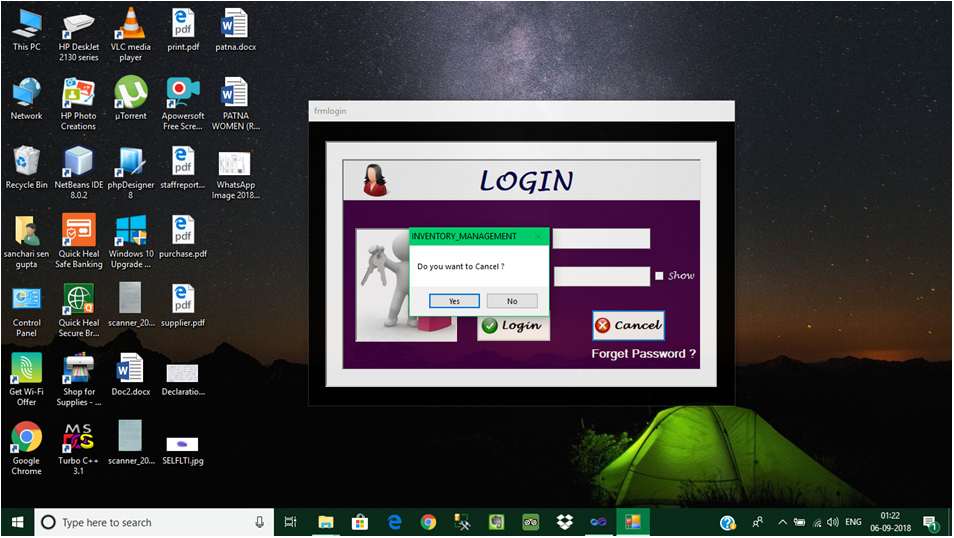 This PC
HP DeskJet
2130 series
VLC media
player
print.pdf
patna.docx
Network
HP Photo
Creations
µTorrent
Apowersoft
Free Scre...
PATNA
WOMEN (R...
Recycle Bin
NetBeans IDE
8.0.2
phpDesigner
8
staffreport...
WhatsApp
Image 2018...
sanchari sen
gupta
Quick Heal
Safe Banking
Windows 10
Upgrade ...
purchase.pdf
Control
Panel
Quick Heal
Secure Br...
scanner_20...
supplier.pdf
Get Wi-Fi
Offer
Shop for
Supplies - ...
Doc2.docx
Declaratio...
Google
Chrome
MS
Turbo C++
3.1
scanner_20...
SELFLTI.jpg
frmlogin
LOGIN
INVENTORY_MANAGEMENT
Do you want to Cancel ?
Yes
No
Show
Login
Cancel
Forget Password ?
Type here to search
ENG
01:22
06-09-2018
1